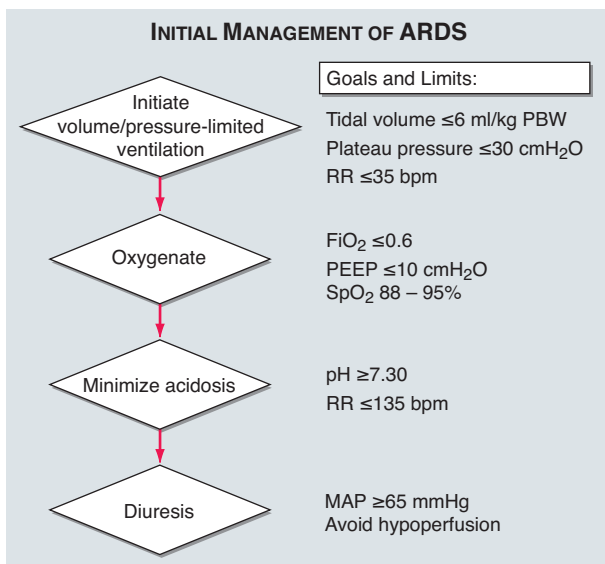 INITIAL MANAGEMENT OF ARDS
Goals and Limits:
Initiate
volume/pressure-limited
ventilation
Tidal volume ≤6 ml/kg PBW
Plateau pressure ≤30 cmH₂O
RR ≤35 bpm
Oxygenate
FiO₂ ≤0.6
PEEP ≤10 cmH₂O
SpO₂ 88 – 95%
Minimize acidosis
pH ≥7.30
RR ≤135 bpm
Diuresis
MAP ≥65 mmHg
Avoid hypoperfusion